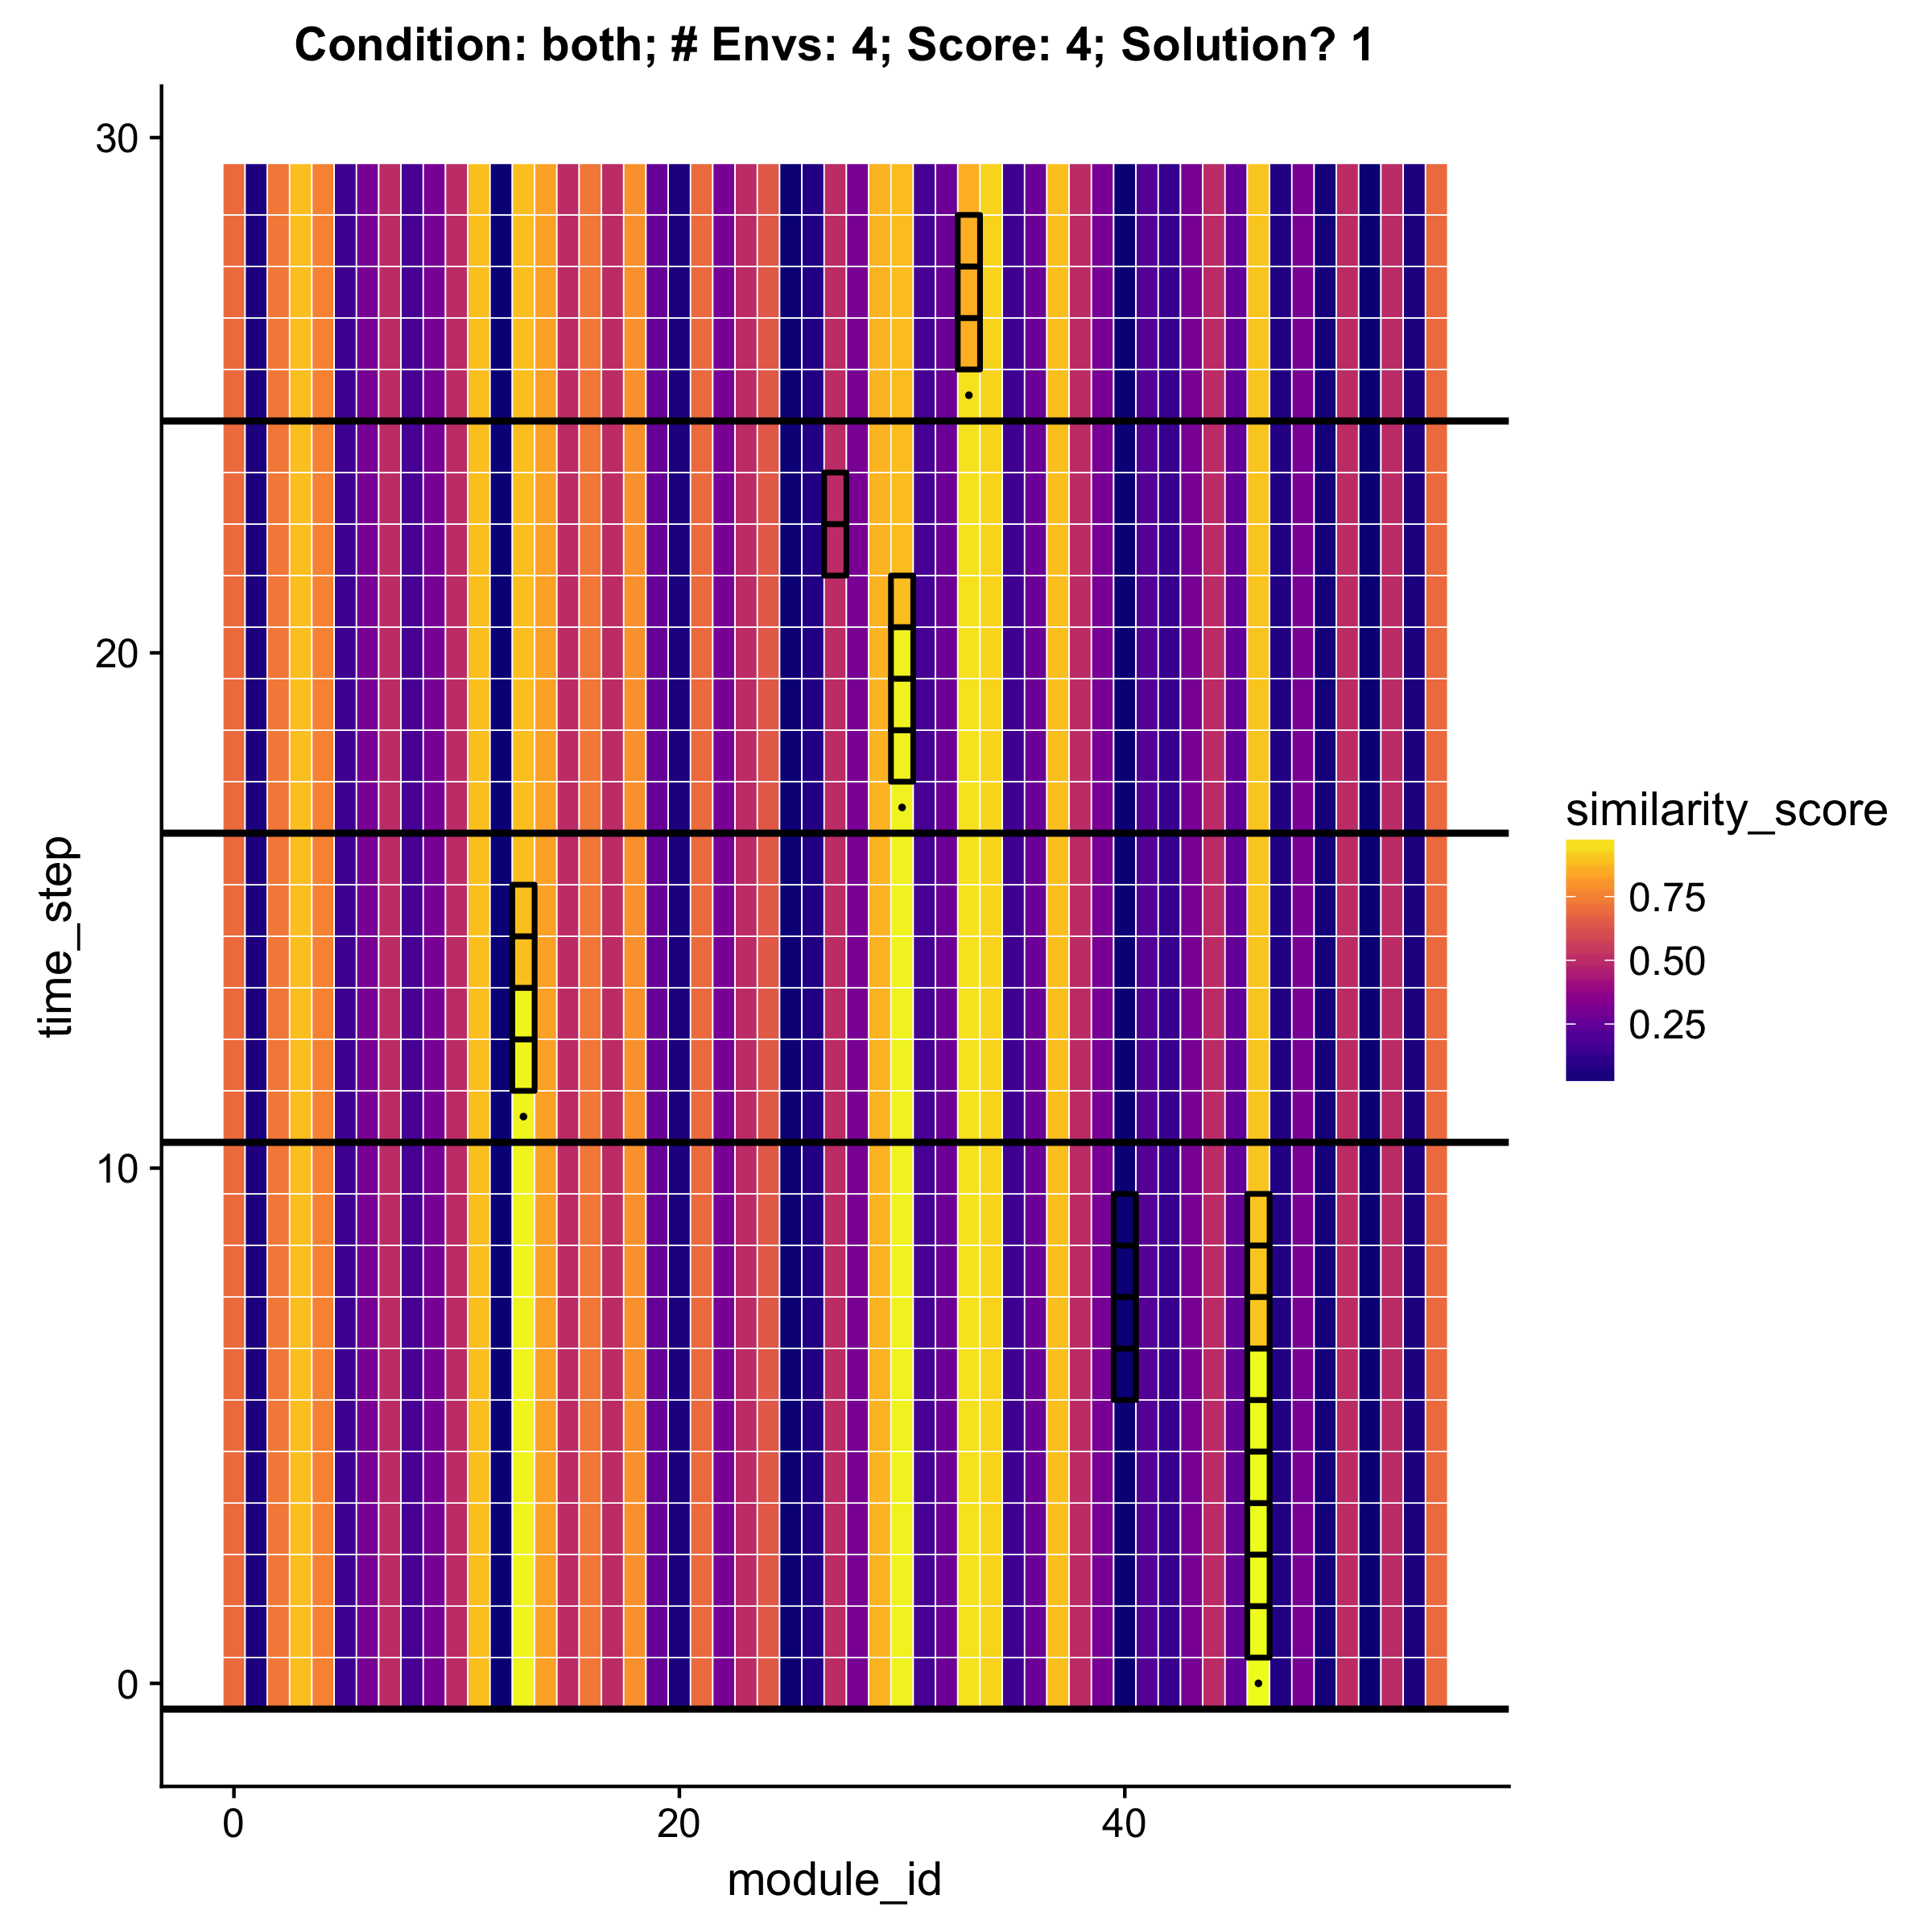 Condition: both; # Envs: 4; Score: 4; Solution? 1
30
20
10
0
time_step
0
20
40
module_id
similarity_score
0.75
0.50
0.25